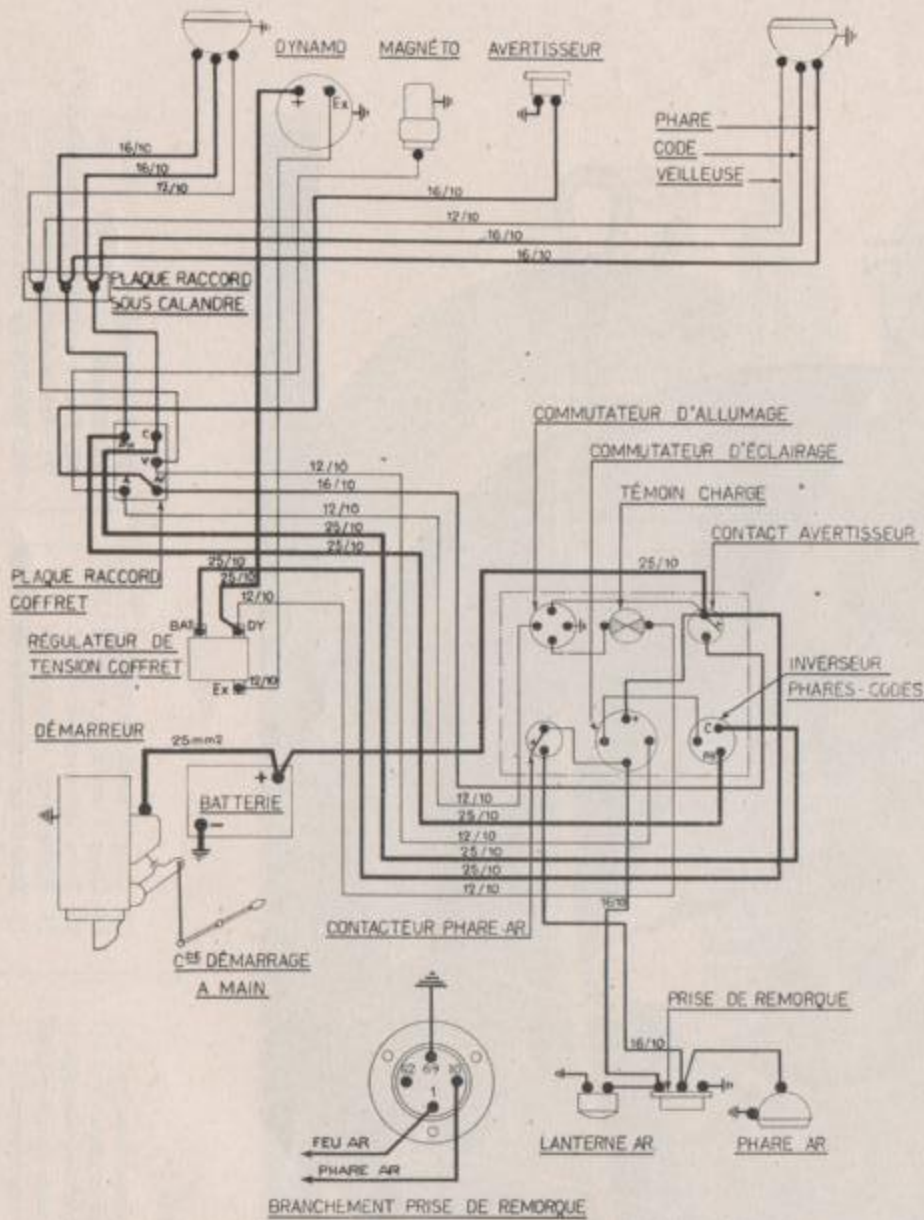 DYNAMO
MAGNÉTO
AVERTISSEUR
+
Ex
PHARE
CODE
VEILLEUSE
16/10
16/10
12/10
16/10
12/10
16/10
16/10
PLAQUE RACCORD
SOUS CALANDRE
COMMUTATEUR D'ALLUMAGE
COMMUTATEUR D'ÉCLAIRAGE
TÉMOIN CHARGE
CONTACT AVERTISSEUR
C
V
12/10
16/10
12/10
25/10
25/10
25/10
25/10
25/10
12/10
PLAQUE RACCORD
COFFRET
BAT
DY
RÉGULATEUR DE
TENSION COFFRET
Ex
12/10
INVERSEUR
PHARES-CODES
+
C
PH
DÉMARREUR
25mm2
+
BATTERIE
-
12/10
25/10
12/10
25/10
25/10
12/10
16/10
CONTACTEUR PHARE AR
CDE DÉMARRAGE
A MAIN
PRISE DE REMORQUE
16/10
52
69
10
1
FEU AR
PHARE AR
LANTERNE AR
PHARE AR
BRANCHEMENT PRISE DE REMORQUE